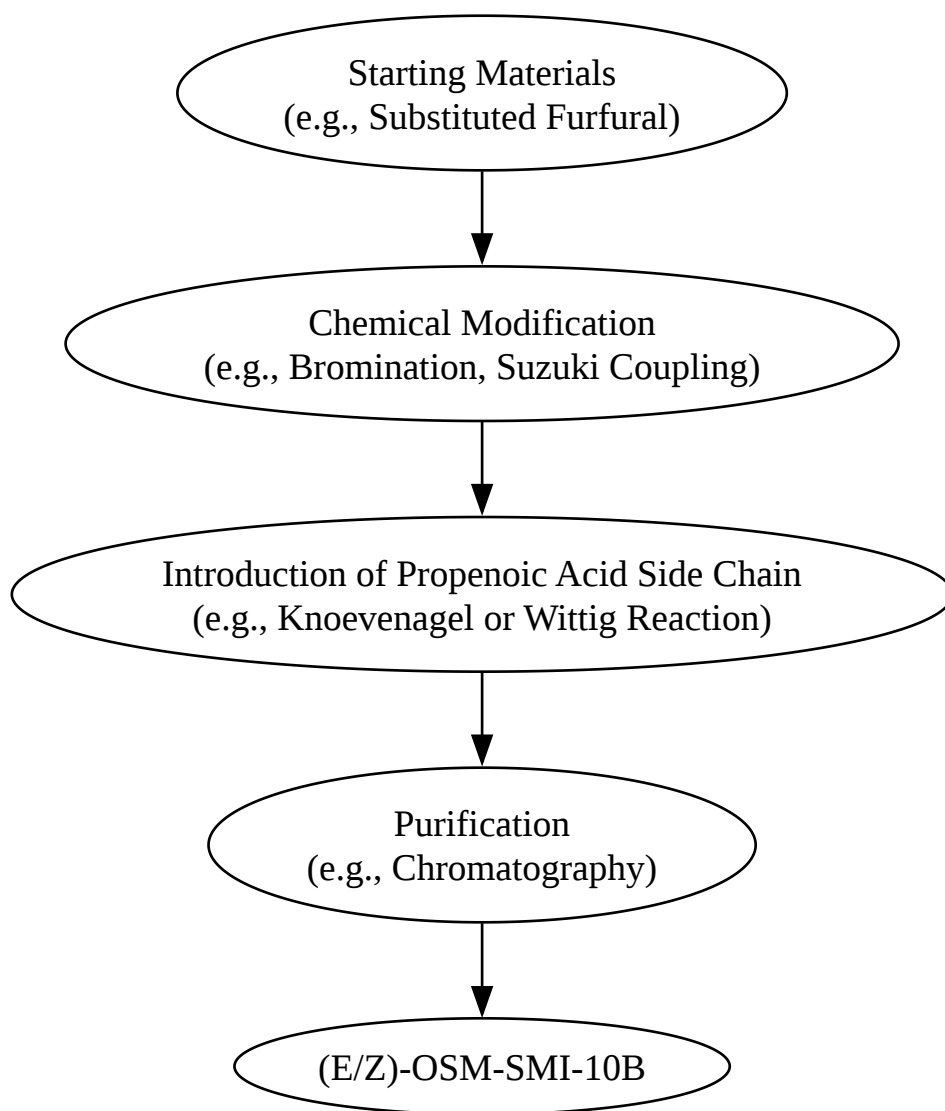 Starting Materials
(e.g., Substituted Furfural)
Chemical Modification
(e.g., Bromination, Suzuki Coupling)
Introduction of Propenoic Acid Side Chain
(e.g., Knoevenagel or Wittig Reaction)
Purification
(e.g., Chromatography)
(E/Z)-OSM-SMI-10B